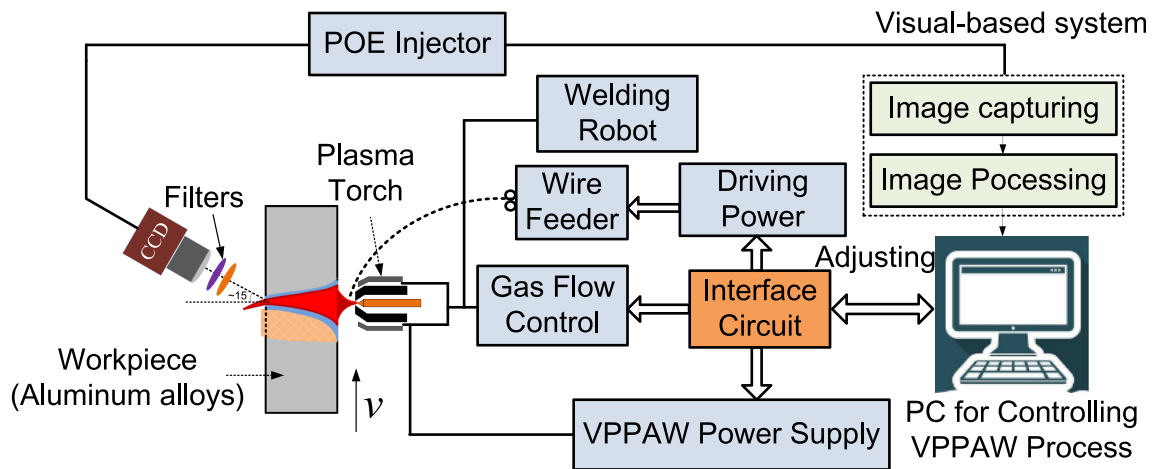 Visual-based system
POE Injector
Image capturing
Image Pocessing
Welding
Robot
Plasma
Torch
Filters
CCD
Wire
Feeder
Driving
Power
Adjusting
~15
Gas Flow
Control
Interface
Circuit
Workpiece
(Aluminum alloys)
v
VPPAW Power Supply
PC for Controlling
VPPAW Process